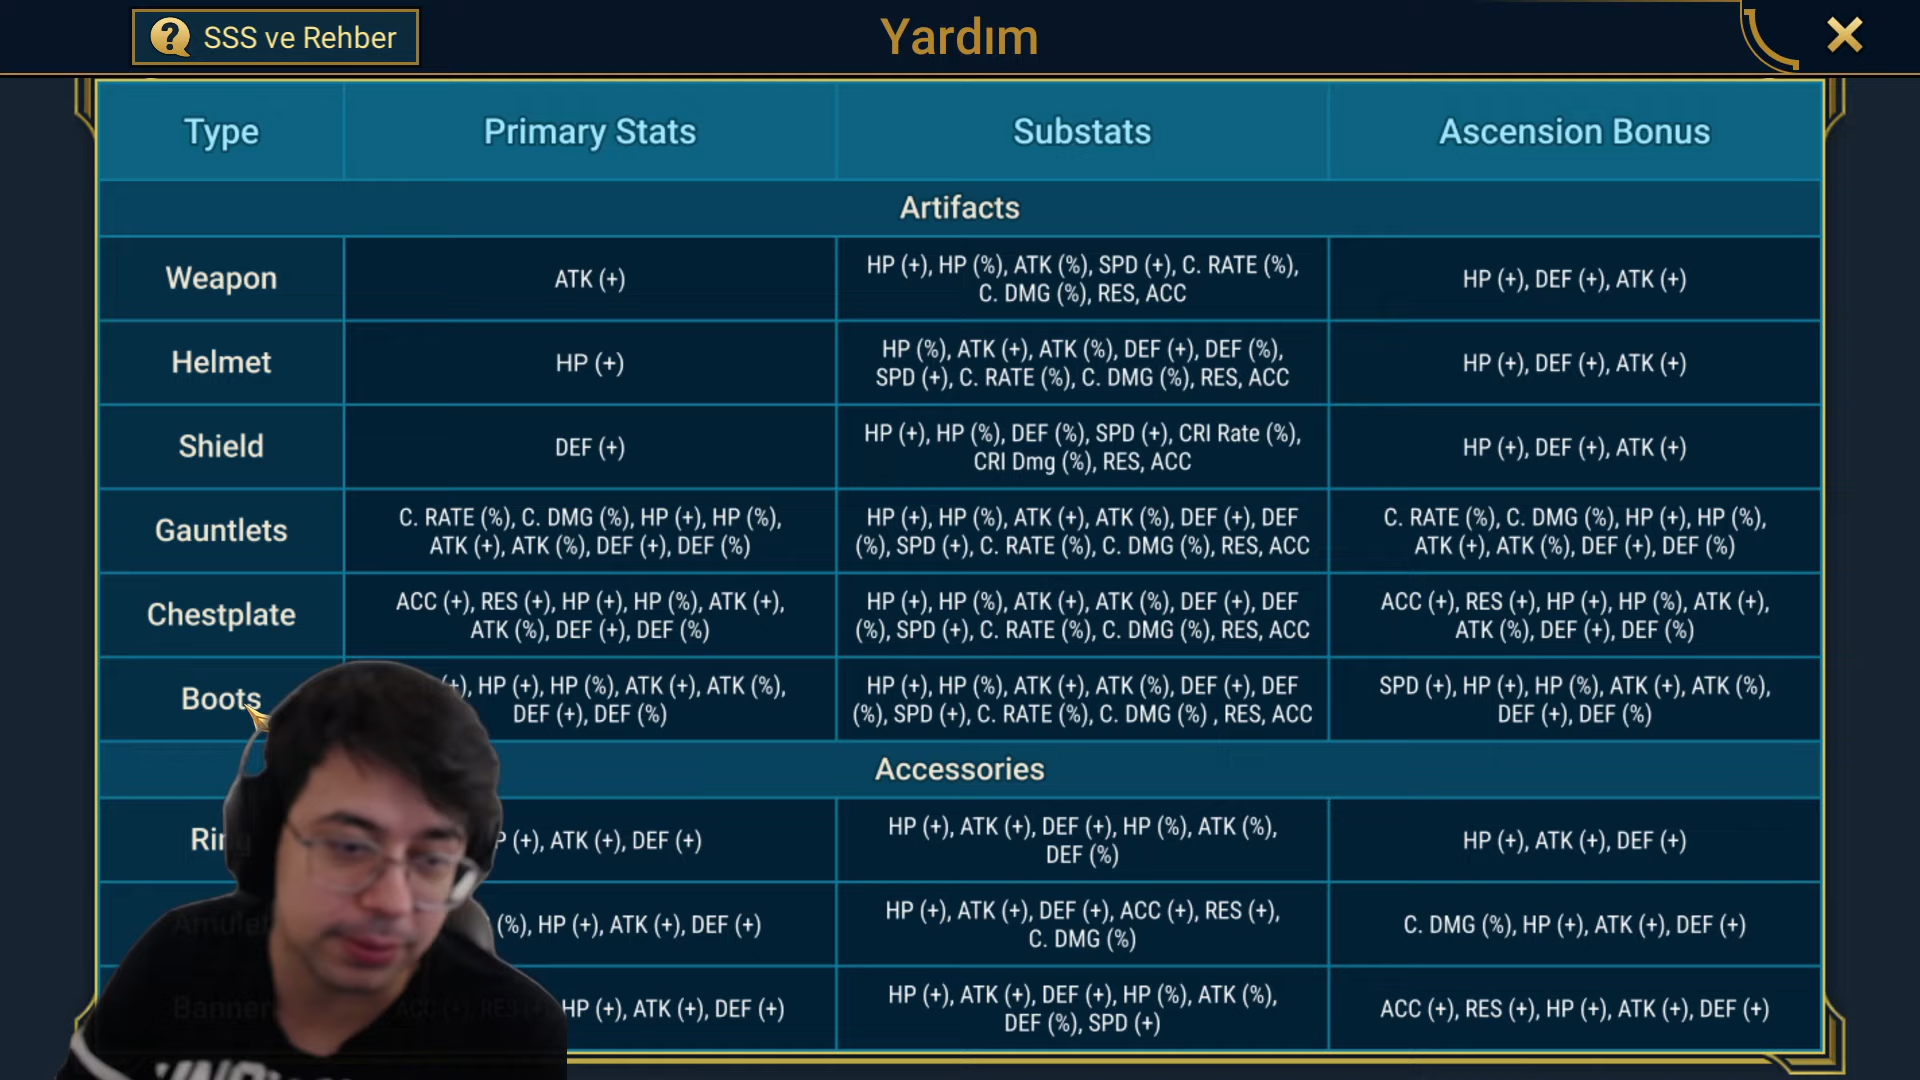 SSS ve Rehber
Yardım
Type
Primary Stats
Substats
Ascension Bonus
Artifacts
Weapon
ATK (+)
HP (+), HP (%), ATK (%), SPD (+), C. RATE (%),
C. DMG (%), RES, ACC
HP (+), DEF (+), ATK (+)
Helmet
HP (+)
HP (%), ATK (+), ATK (%), DEF (+), DEF (%),
SPD (+), C. RATE (%), C. DMG (%), RES, ACC
HP (+), DEF (+), ATK (+)
Shield
DEF (+)
HP (+), HP (%), DEF (%), SPD (+), CRI Rate (%),
CRI Dmg (%), RES, ACC
HP (+), DEF (+), ATK (+)
Gauntlets
C. RATE (%), C. DMG (%), HP (+), HP (%),
ATK (+), ATK (%), DEF (+), DEF (%)
HP (+), HP (%), ATK (+), ATK (%), DEF (+), DEF
(%), SPD (+), C. RATE (%), C. DMG (%), RES, ACC
C. RATE (%), C. DMG (%), HP (+), HP (%),
ATK (+), ATK (%), DEF (+), DEF (%)
Chestplate
ACC (+), RES (+), HP (+), HP (%), ATK (+),
ATK (%), DEF (+), DEF (%)
HP (+), HP (%), ATK (+), ATK (%), DEF (+), DEF
(%), SPD (+), C. RATE (%), C. DMG (%), RES, ACC
ACC (+), RES (+), HP (+), HP (%), ATK (+),
ATK (%), DEF (+), DEF (%)
Boots
(+), HP (+), HP (%), ATK (+), ATK (%),
DEF (+), DEF (%)
HP (+), HP (%), ATK (+), ATK (%), DEF (+), DEF
(%), SPD (+), C. RATE (%), C. DMG (%) , RES, ACC
SPD (+), HP (+), HP (%), ATK (+), ATK (%),
DEF (+), DEF (%)
Accessories
Ring
(+), ATK (+), DEF (+)
HP (+), ATK (+), DEF (+), HP (%), ATK (%),
DEF (%)
HP (+), ATK (+), DEF (+)
Amulet
(%), HP (+), ATK (+), DEF (+)
HP (+), ATK (+), DEF (+), ACC (+), RES (+),
C. DMG (%)
C. DMG (%), HP (+), ATK (+), DEF (+)
Banner
ACC (+), RES (+), HP (+), ATK (+), DEF (+)
HP (+), ATK (+), DEF (+), HP (%), ATK (%),
DEF (%), SPD (+)
ACC (+), RES (+), HP (+), ATK (+), DEF (+)